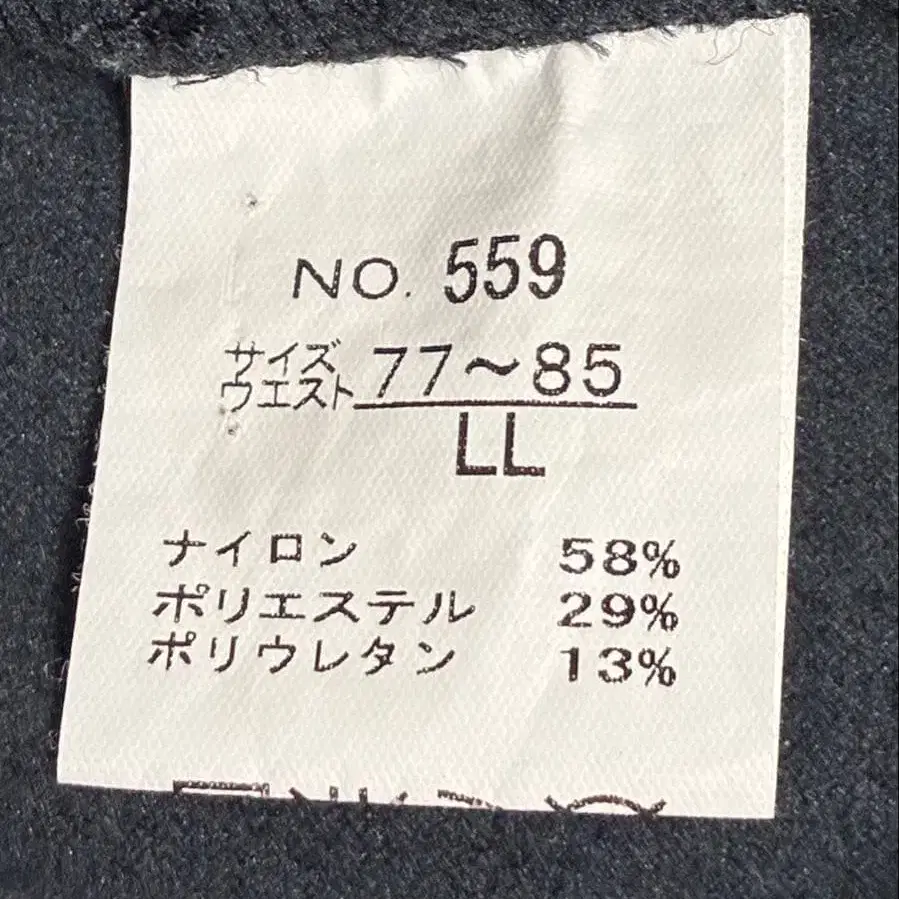 NO. 559
サイズ
ウエスト 77~85
LL
ナイロン 58%
ポリエステル 29%
ポリウレタン 13%